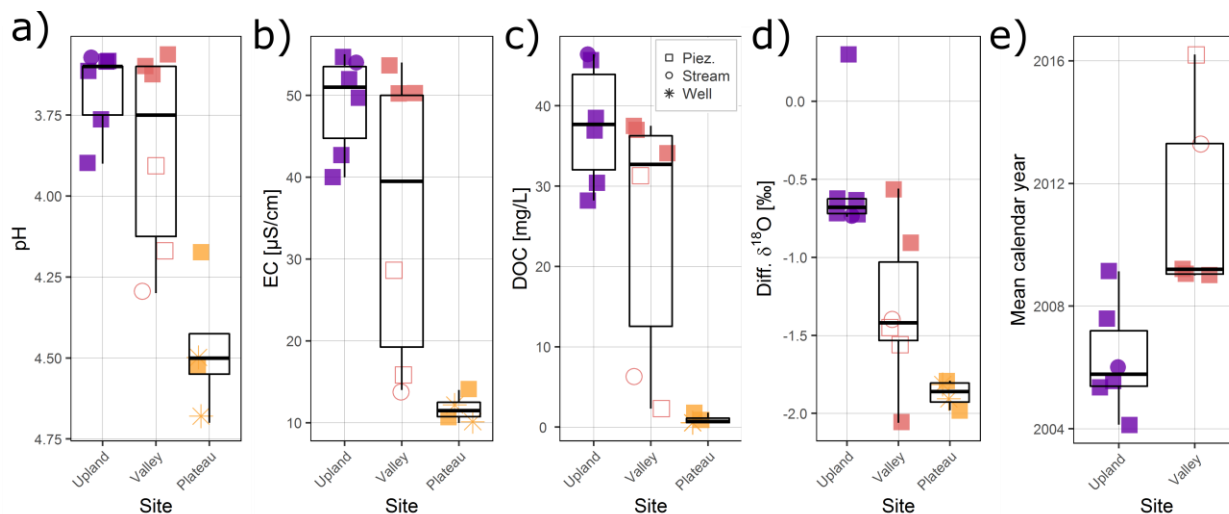 a)
3.75
4.00
4.25
4.50
4.75
pH
Upland
Valley
Plateau
Site
b)
50
40
30
20
10
EC [µS/cm]
Upland
Valley
Plateau
Site
c)
Piez.
Stream
Well
40
30
20
10
0
DOC [mg/L]
Upland
Valley
Plateau
Site
d)
0.0
-0.5
-1.0
-1.5
-2.0
Diff. δ¹⁸O [‰]
Upland
Valley
Plateau
Site
e)
2016
2012
2008
2004
Mean calendar year
Upland
Valley
Site